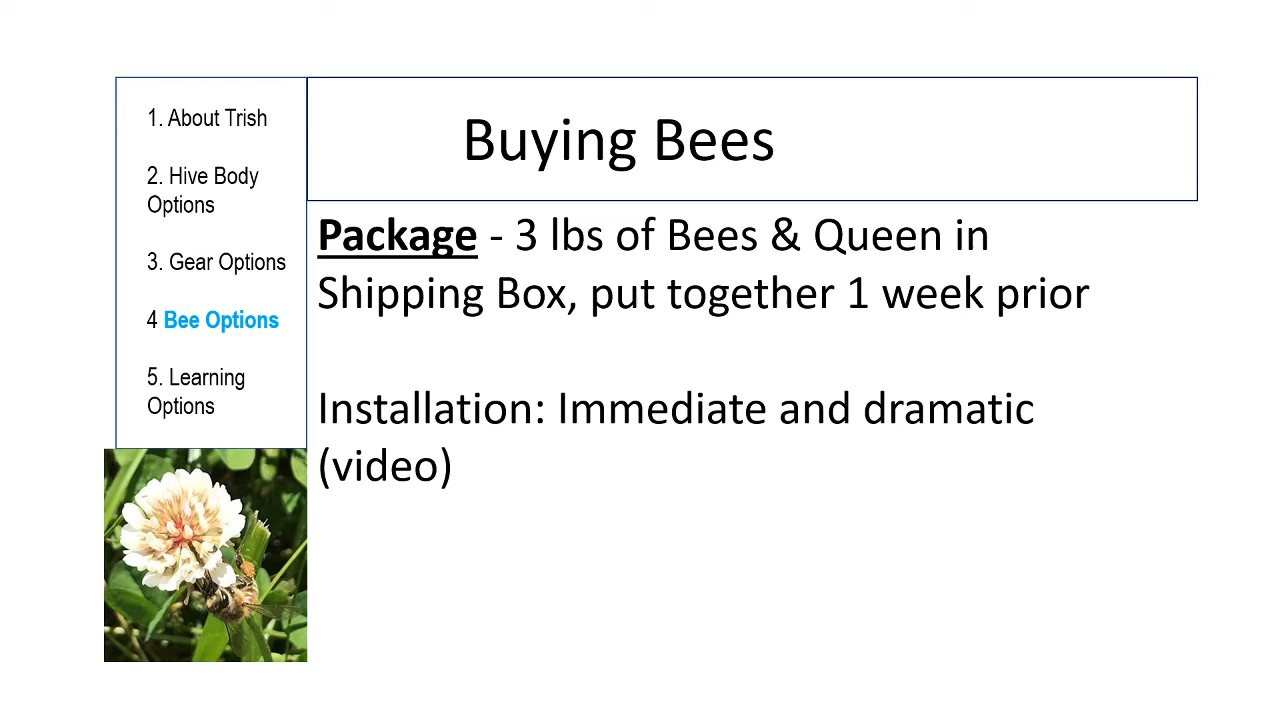 1. About Trish
2. Hive Body
Options
3. Gear Options
4 Bee Options
5. Learning
Options
Buying Bees
Package - 3 lbs of Bees & Queen in
Shipping Box, put together 1 week prior
Installation: Immediate and dramatic
(video)